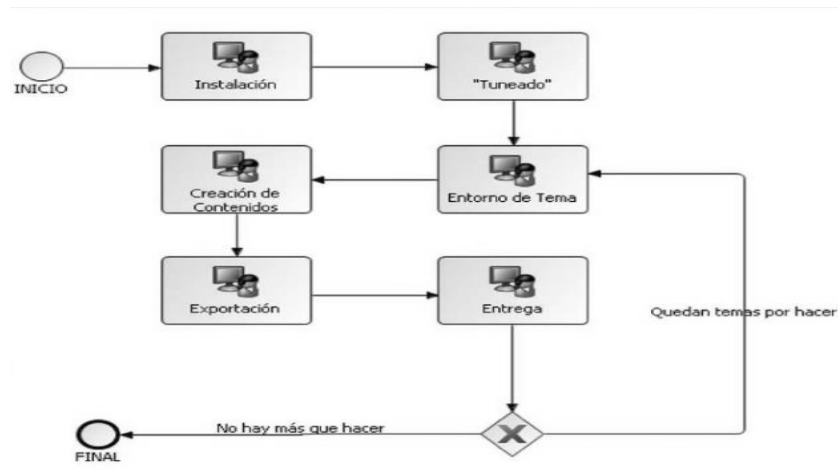 INICIO
Instalación
"Tuneado"
Creación de
Contenidos
Entorno de Tema
Exportación
Entrega
Quedan temas por hacer
No hay más que hacer
FINAL